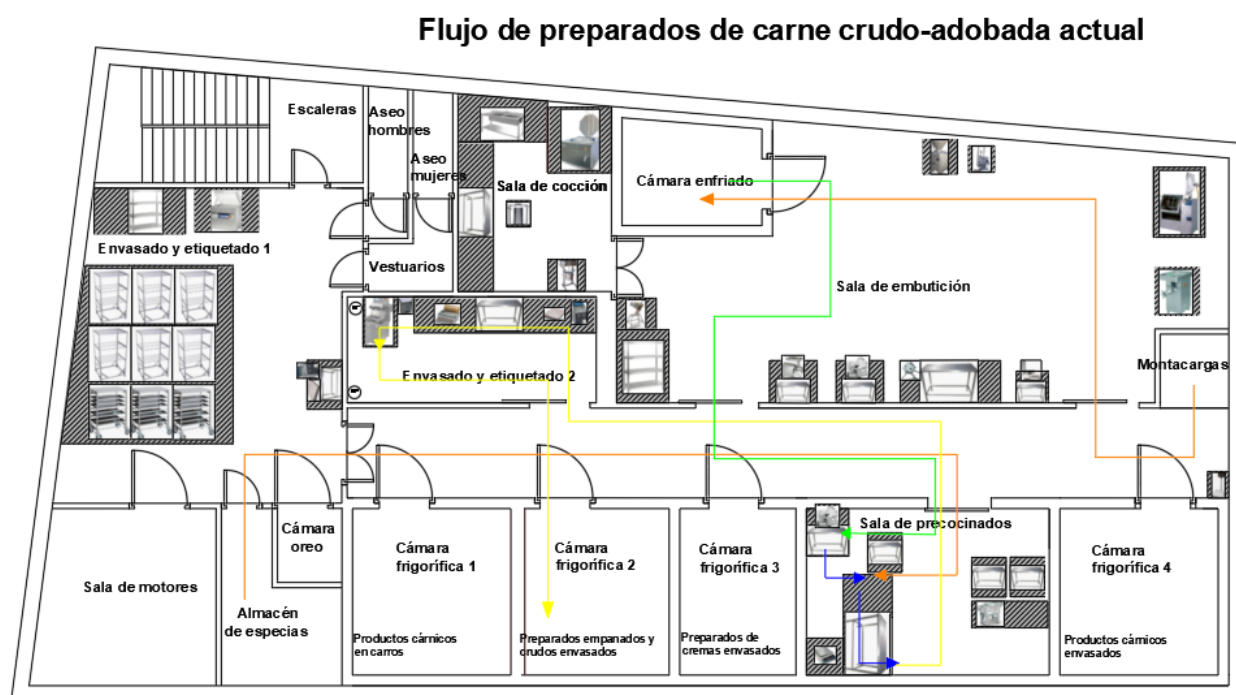 Flujo de preparados de carne crudo-adobada actual
Escaleras
Aseo
hombres
Aseo
mujeres
Sala de cocción
Cámara enfriado
Envasado y etiquetado 1
Vestuarios
Sala de embutición
Envasado y etiquetado 2
Montacargas
Sala de motores
Almacén
de especias
Cámara
oreo
Cámara
frigorífica 1
Productos cárnicos
en carros
Cámara
frigorífica 2
Preparados empanados y
crudos envasados
Cámara
frigorífica 3
Preparados de
cremas envasados
Sala de precocinados
Cámara
frigorífica 4
Productos cárnicos
envasados